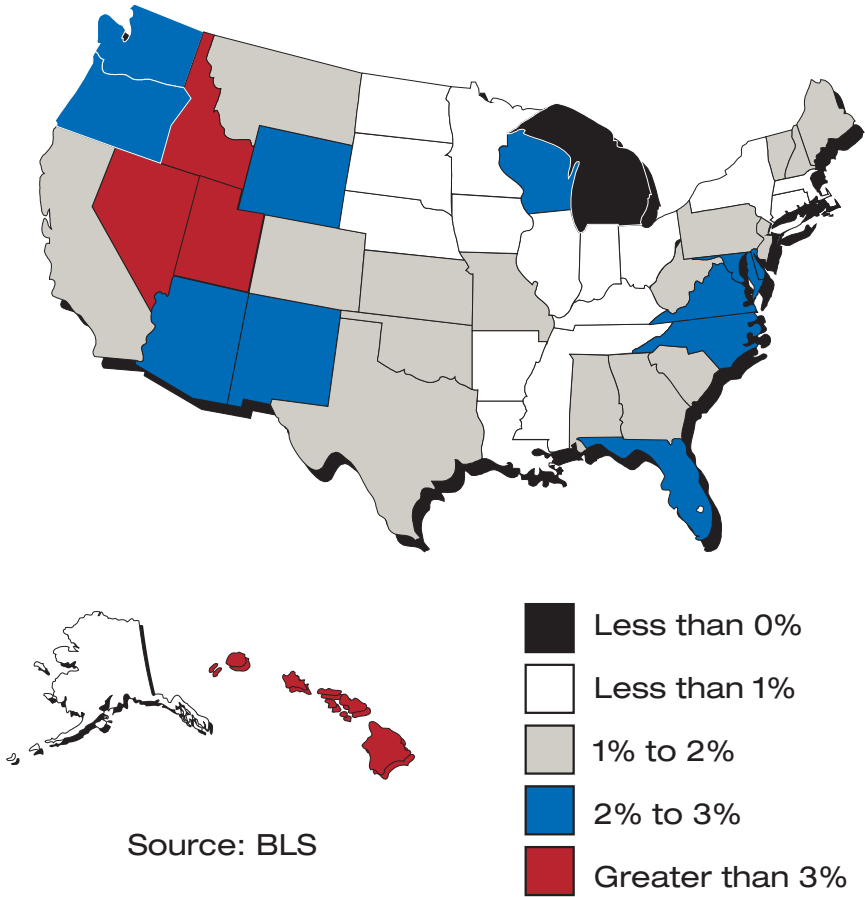 Less than 0%
Less than 1%
1% to 2%
2% to 3%
Source: BLS
Greater than 3%